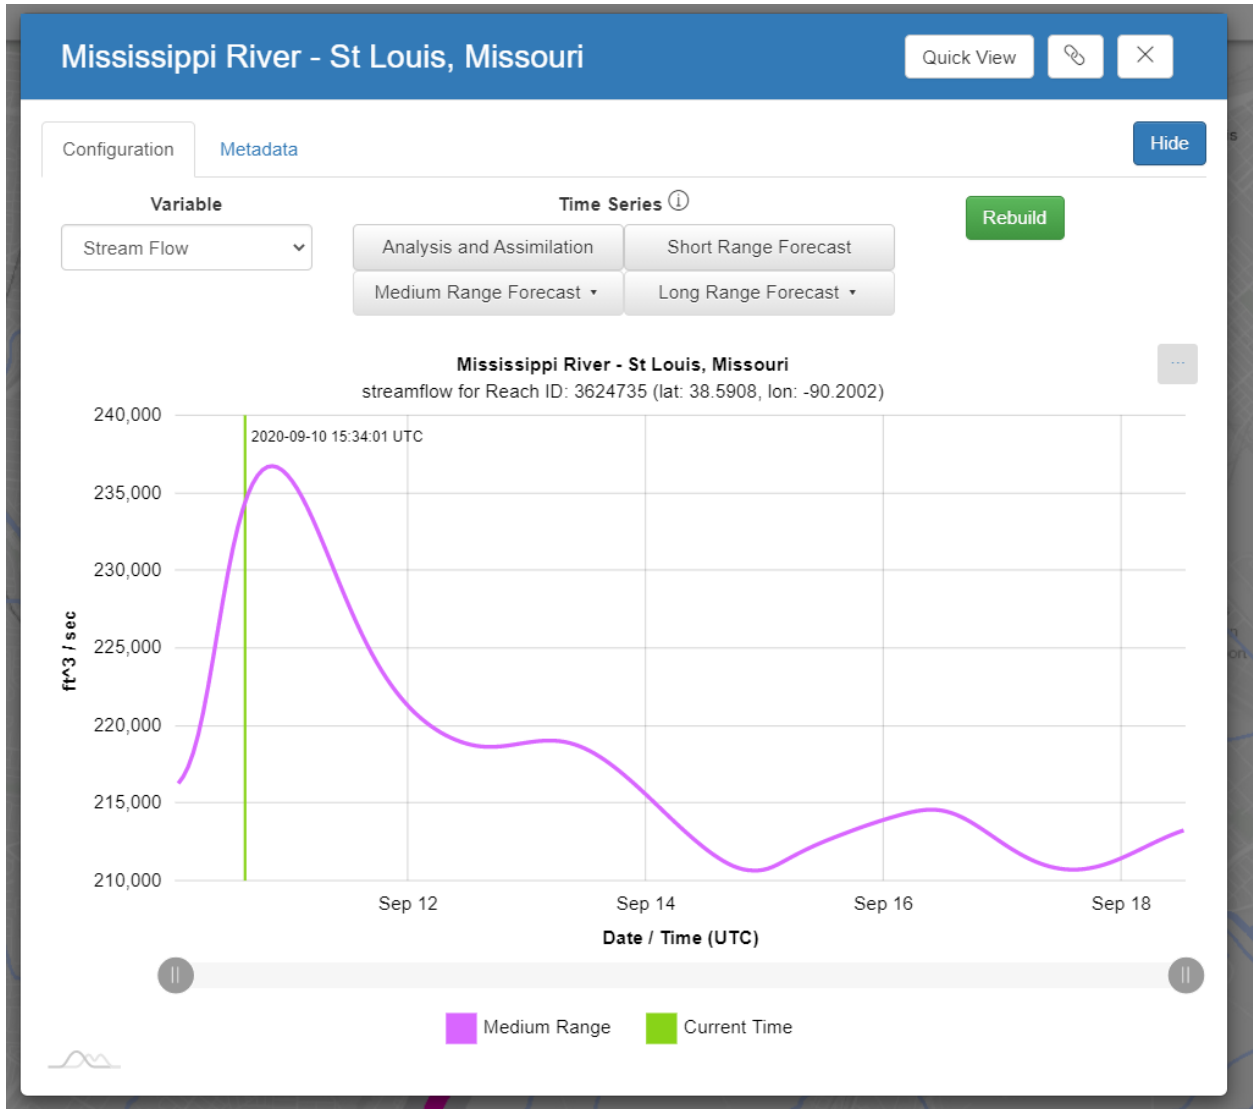 Mississippi River - St Louis, Missouri
Quick View
Configuration
Metadata
Hide
Variable
Time Series
Stream Flow
Analysis and Assimilation
Short Range Forecast
Rebuild
Medium Range Forecast
Long Range Forecast
Mississippi River - St Louis, Missouri
...
streamflow for Reach ID: 3624735 (lat: 38.5908, lon: -90.2002)
240,000
2020-09-10 15:34:01 UTC
235,000
230,000
225,000
220,000
215,000
210,000
ft^3 / sec
Sep 12
Sep 14
Sep 16
Sep 18
Date / Time (UTC)
Medium Range
Current Time